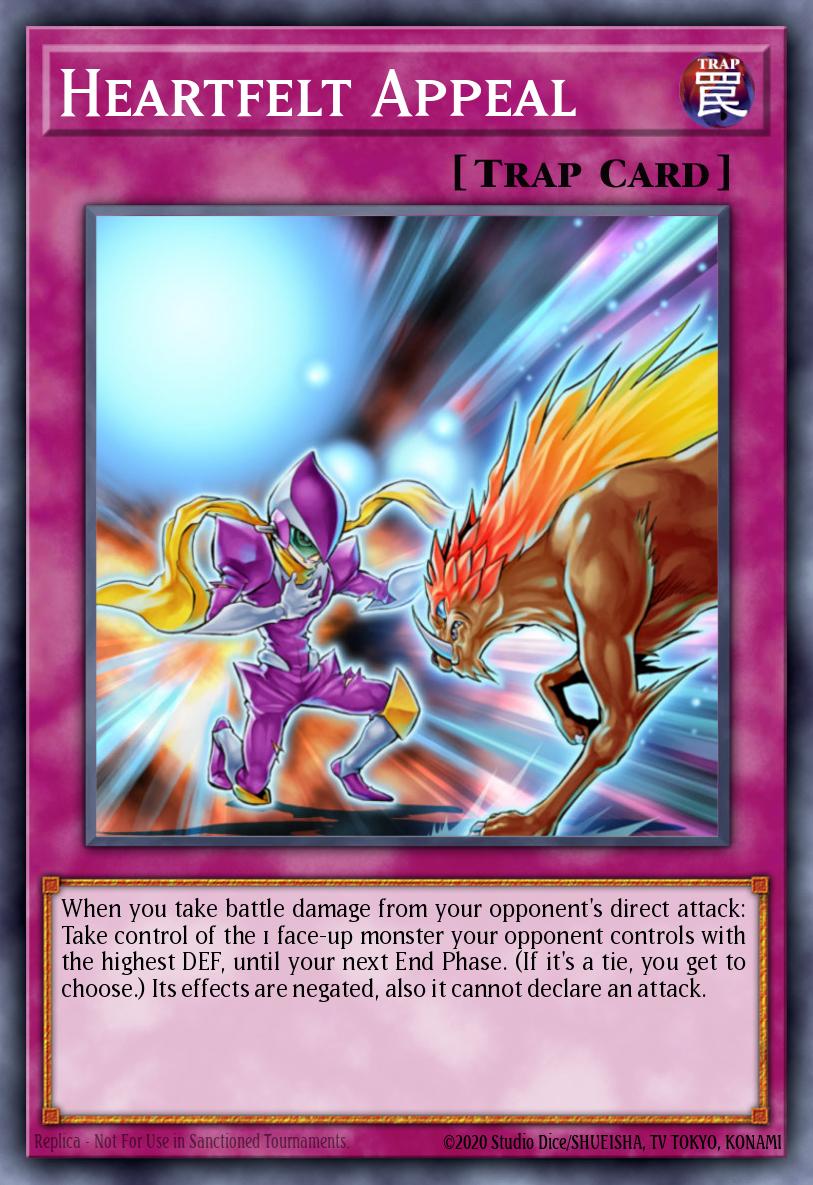 HEARTFELT APPEAL
TRAP
罠
[TRAP CARD]
When you take battle damage from your opponent's direct attack:
Take control of the 1 face-up monster your opponent controls with
the highest DEF, until your next End Phase. (If it's a tie, you get to
choose.) Its effects are negated, also it cannot declare an attack.
Replica - Not For Use in Sanctioned Tournaments.
©2020 Studio Dice/SHUEISHA, TV TOKYO, KONAMI